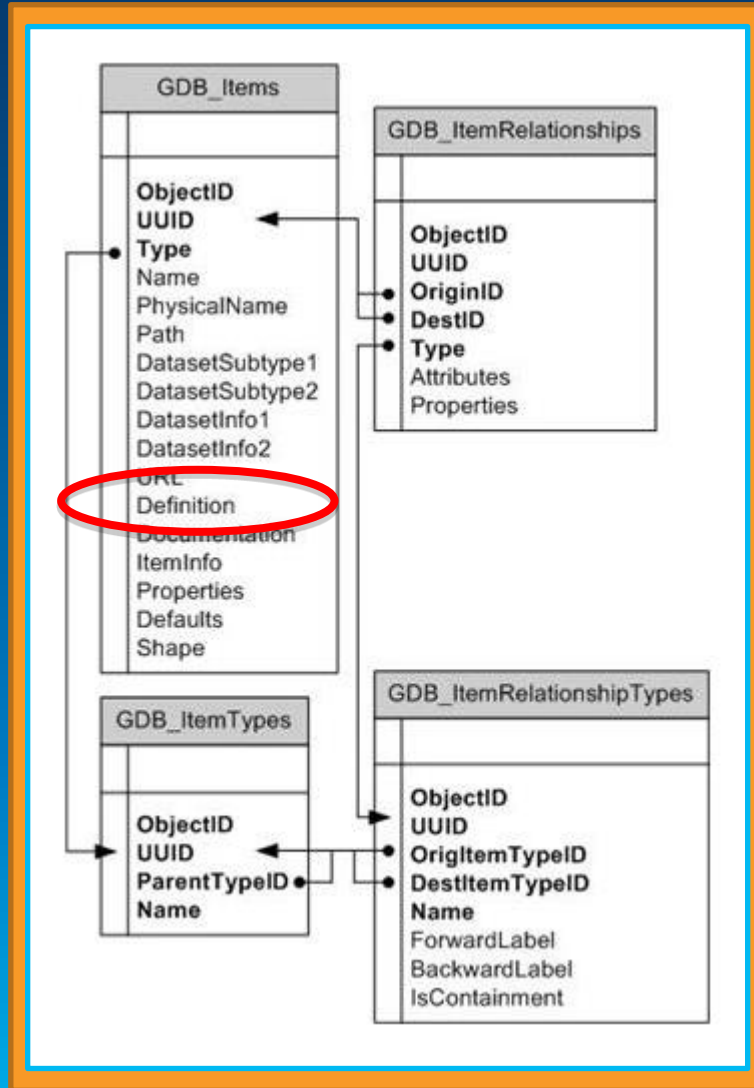 GDB_Items
ObjectID
UUID
Type
Name
PhysicalName
Path
DatasetSubtype1
DatasetSubtype2
DatasetInfo1
DatasetInfo2
URL
Definition
Documentation
ItemInfo
Properties
Defaults
Shape
GDB_ItemRelationships
ObjectID
UUID
OriginID
DestID
Type
Attributes
Properties
GDB_ItemTypes
ObjectID
UUID
ParentTypeID
Name
GDB_ItemRelationshipTypes
ObjectID
UUID
OrigItemTypeID
DestItemTypeID
Name
ForwardLabel
BackwardLabel
IsContainment